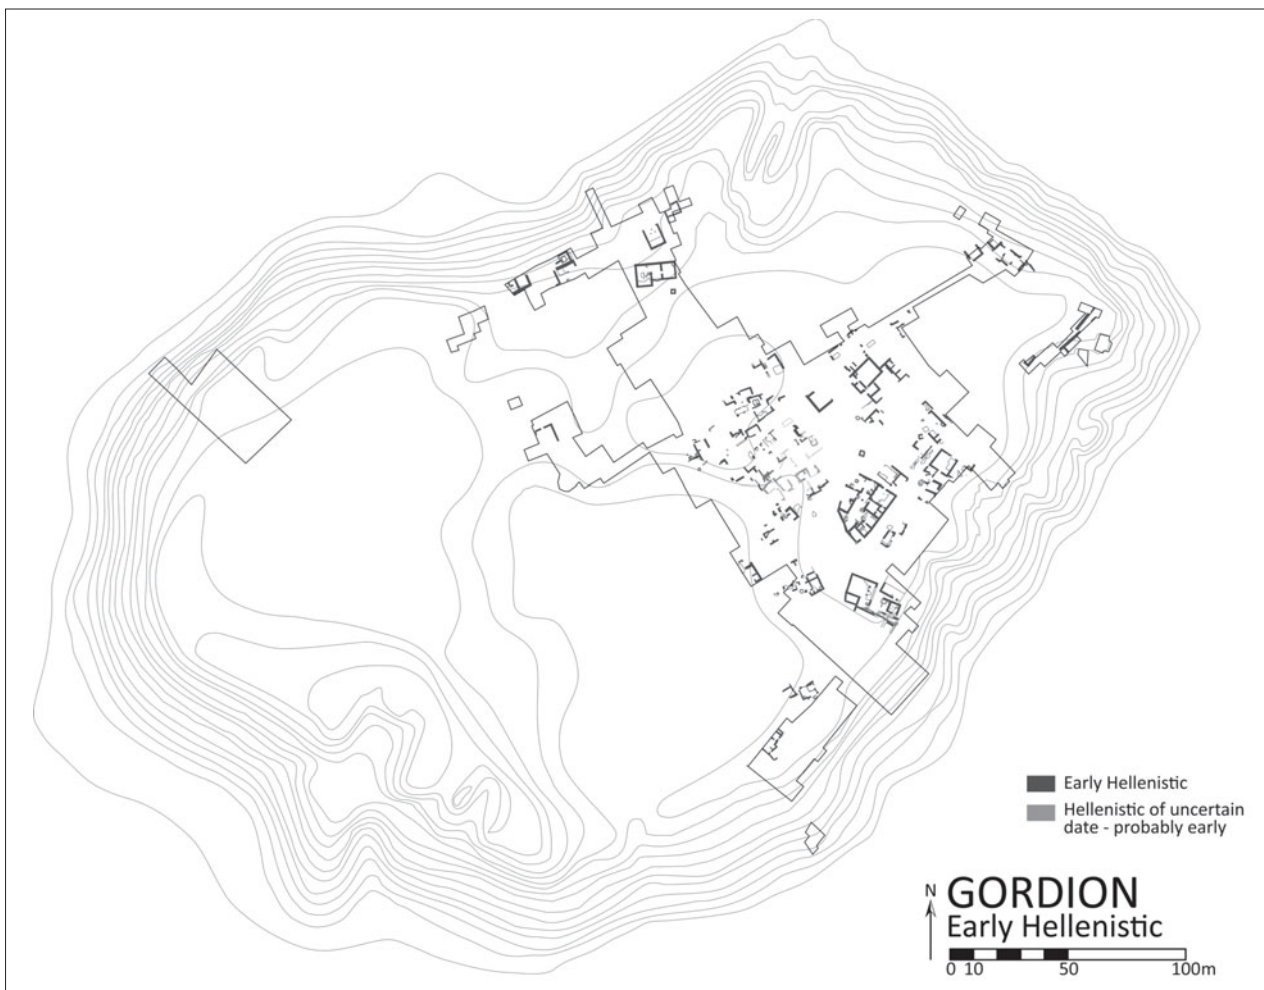 Early Hellenistic
Hellenistic of uncertain
date - probably early
N
GORDION
Early Hellenistic
0 10 50 100m